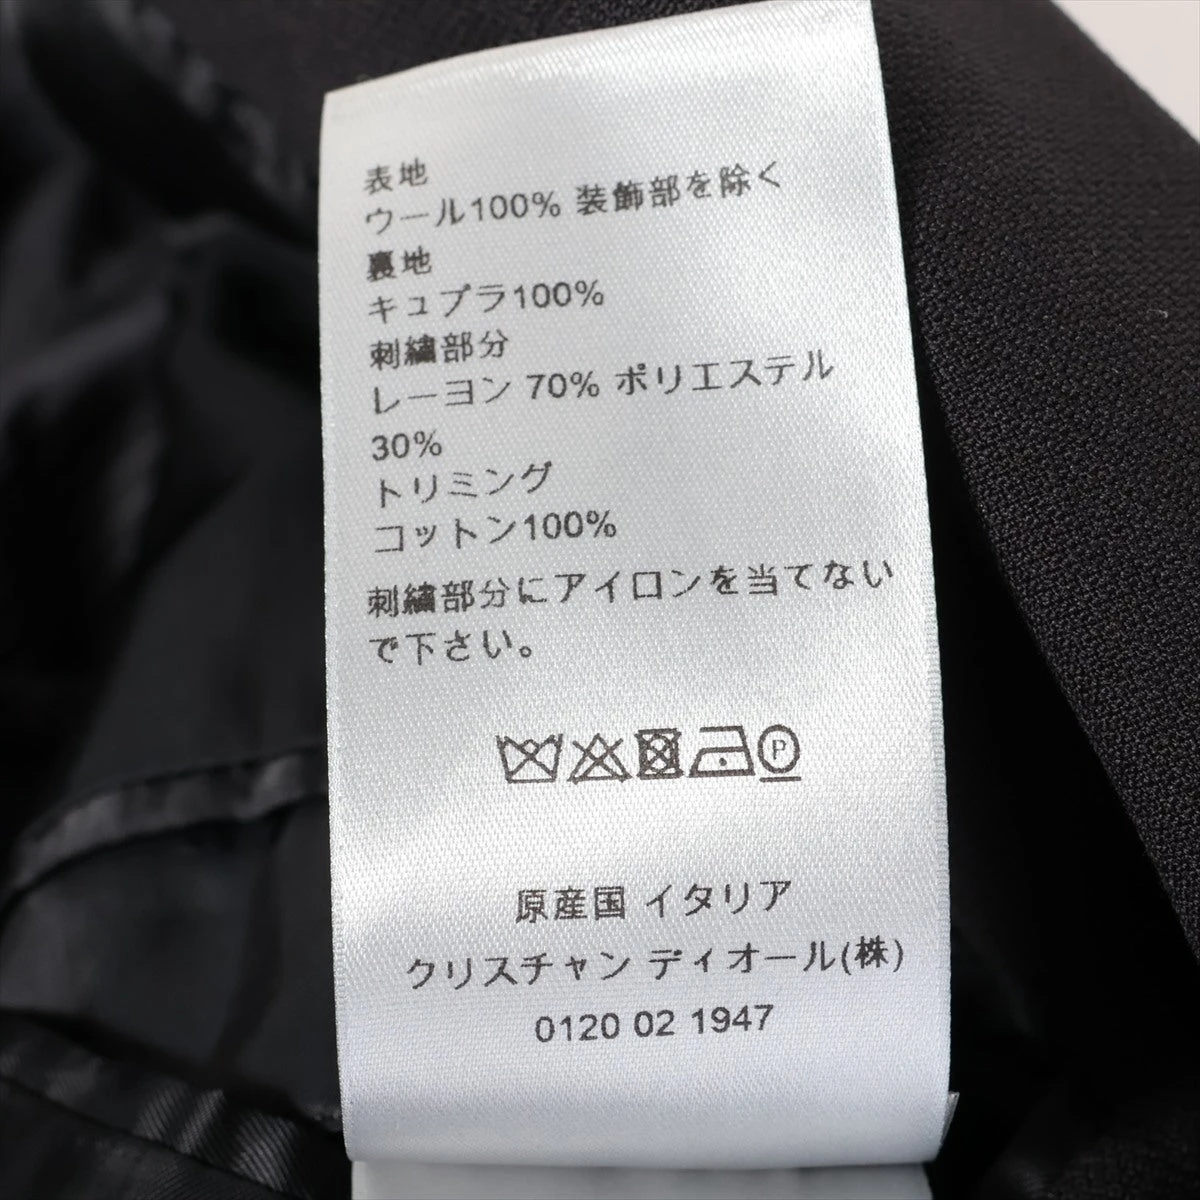 表地
ウール100% 装飾部を除く
裏地
キュプラ100%
刺繍部分
レーヨン 70% ポリエステル
30%
トリミング
コットン100%
刺繍部分にアイロンを当てない
で下さい。
P
原産国 イタリア
クリスチャン ディオール(株)
0120 02 1947